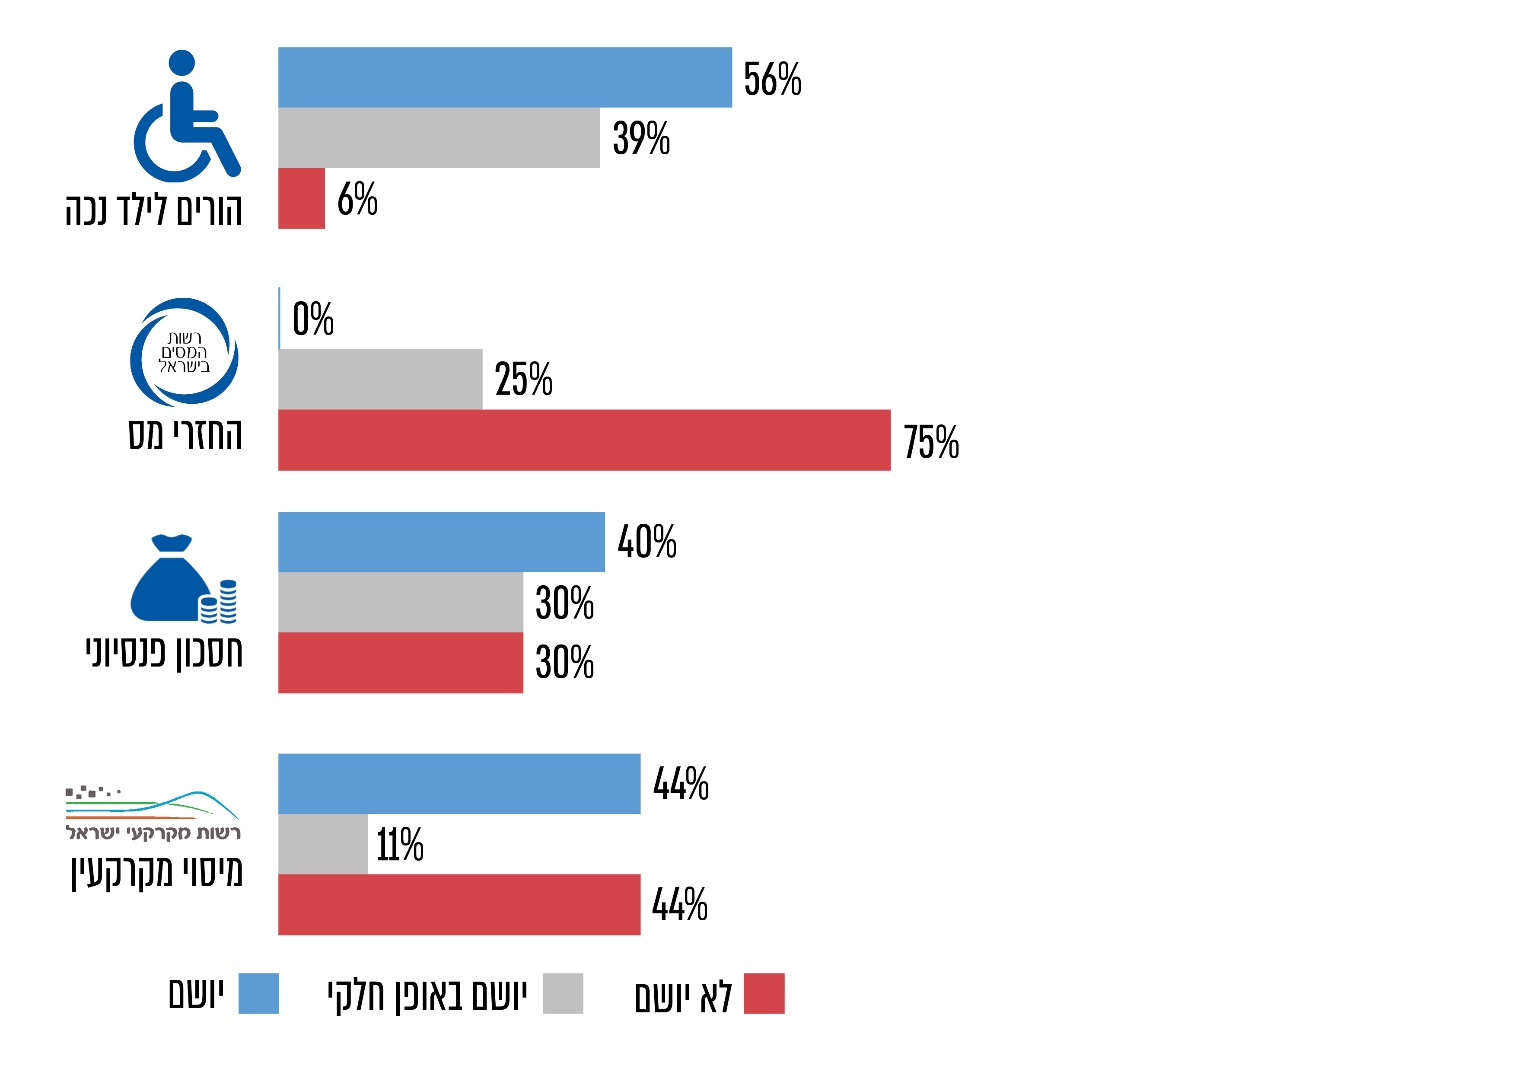 56%
39%
6%
הורים לילד נכה
רשות
המסים
בישראל
0%
25%
75%
החזרי מס
40%
30%
30%
חסכון פנסיוני
44%
11%
44%
רשות מקרקעי ישראל
מיסוי מקרקעין
לא יושם
יושם באופן חלקי
יושם